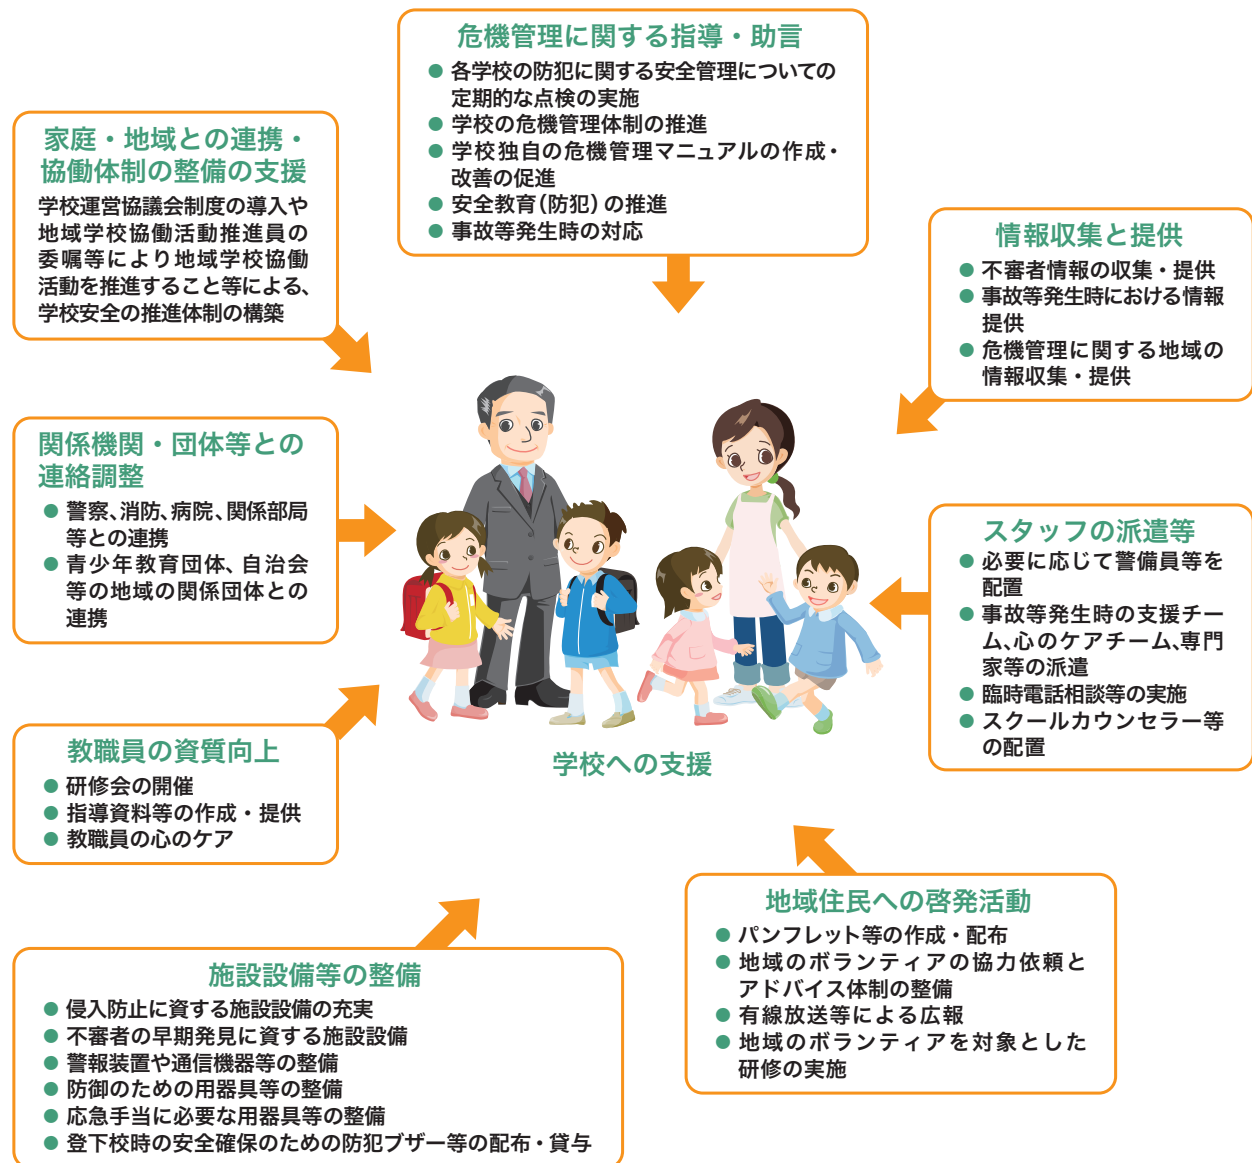 危機管理に関する指導・助言
● 各学校の防犯に関する安全管理についての
定期的な点検の実施
● 学校の危機管理体制の推進
● 学校独自の危機管理マニュアルの作成・
改善の促進
● 安全教育（防犯）の推進
● 事故等発生時の対応
家庭・地域との連携・
協働体制の整備の支援
学校運営協議会制度の導入や
地域学校協働活動推進員の
委嘱等により地域学校協働
活動を推進すること等による、
学校安全の推進体制の構築
情報収集と提供
● 不審者情報の収集・提供
● 事故等発生時における情報
提供
● 危機管理に関する地域の
情報収集・提供
関係機関・団体等との
連絡調整
● 警察、消防、病院、関係部局
等との連携
● 青少年教育団体、自治会
等の地域の関係団体との
連携
スタッフの派遣等
● 必要に応じて警備員等を
配置
● 事故等発生時の支援チー
ム、心のケアチーム、専門
家等の派遣
● 臨時電話相談等の実施
● スクールカウンセラー等
の配置
教職員の資質向上
● 研修会の開催
● 指導資料等の作成・提供
● 教職員の心のケア
学校への支援
地域住民への啓発活動
● パンフレット等の作成・配布
● 地域のボランティアの協力依頼と
アドバイス体制の整備
● 有線放送等による広報
● 地域のボランティアを対象とした
研修の実施
施設設備等の整備
● 侵入防止に資する施設設備の充実
● 不審者の早期発見に資する施設設備
● 警報装置や通信機器等の整備
● 防御のための用器具等の整備
● 応急手当に必要な用器具等の整備
● 登下校時の安全確保のための防犯ブザー等の配布・貸与